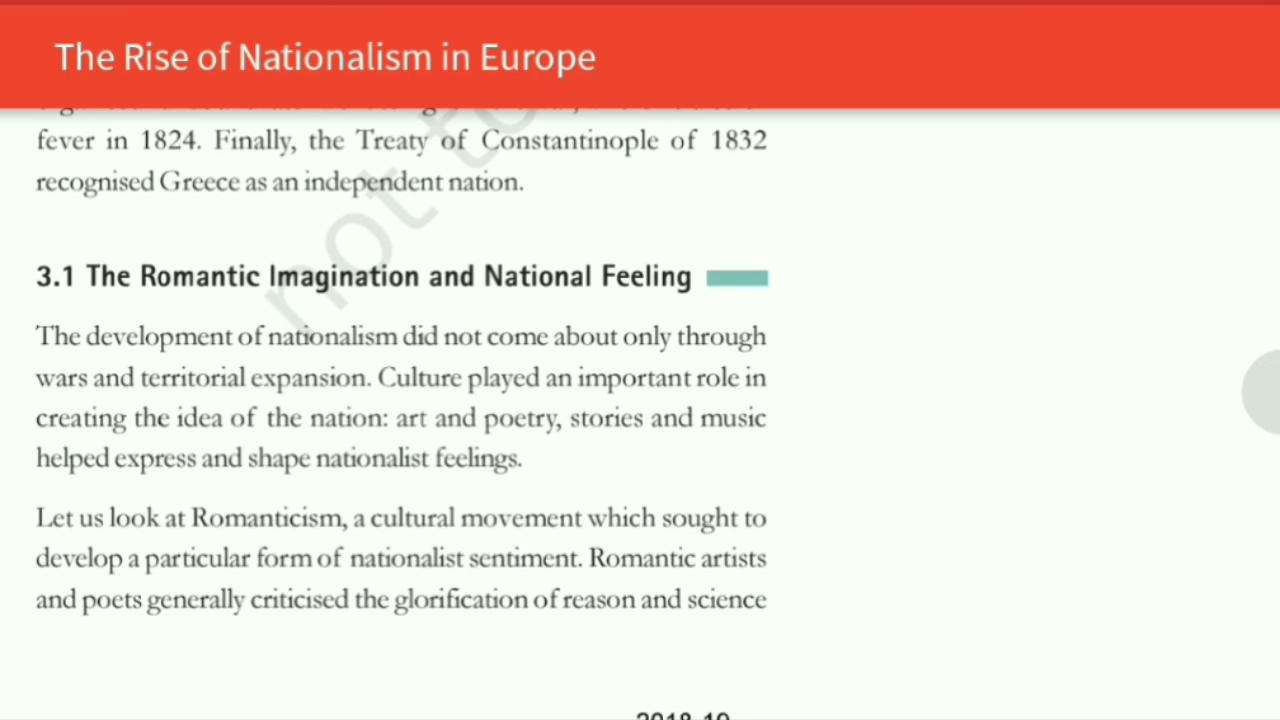 The Rise of Nationalism in Europe
fever in 1824. Finally, the Treaty of Constantinople of 1832
recognised Greece as an independent nation.
not to
3.1 The Romantic Imagination and National Feeling
The development of nationalism did not come about only through
wars and territorial expansion. Culture played an important role in
creating the idea of the nation: art and poetry, stories and music
helped express and shape nationalist feelings.
Let us look at Romanticism, a cultural movement which sought to
develop a particular form of nationalist sentiment. Romantic artists
and poets generally criticised the glorification of reason and science